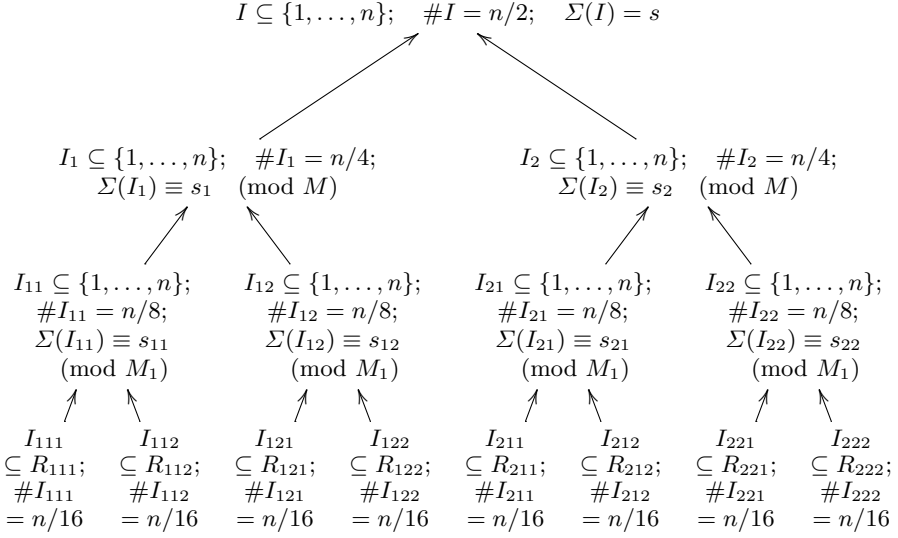 I ⊆ {1, . . . , n}; #I = n/2; Σ(I) = s
I₁ ⊆ {1, . . . , n}; #I₁ = n/4; I₂ ⊆ {1, . . . , n}; #I₂ = n/4;
Σ(I₁) ≡ s₁ (mod M) Σ(I₂) ≡ s₂ (mod M)
I₁₁ ⊆ {1, . . . , n}; I₁₂ ⊆ {1, . . . , n}; I₂₁ ⊆ {1, . . . , n}; I₂₂ ⊆ {1, . . . , n};
#I₁₁ = n/8; #I₁₂ = n/8; #I₂₁ = n/8; #I₂₂ = n/8;
Σ(I₁₁) ≡ s₁₁ Σ(I₁₂) ≡ s₁₂ Σ(I₂₁) ≡ s₂₁ Σ(I₂₂) ≡ s₂₂
(mod M₁) (mod M₁) (mod M₁) (mod M₁)
I₁₁₁ I₁₁₂ I₁₂₁ I₁₂₂ I₂₁₁ I₂₁₂ I₂₂₁ I₂₂₂
⊆ R₁₁₁; ⊆ R₁₁₂; ⊆ R₁₂₁; ⊆ R₁₂₂; ⊆ R₂₁₁; ⊆ R₂₁₂; ⊆ R₂₂₁; ⊆ R₂₂₂;
#I₁₁₁ #I₁₁₂ #I₁₂₁ #I₁₂₂ #I₂₁₁ #I₂₁₂ #I₂₂₁ #I₂₂₂
= n/16 = n/16 = n/16 = n/16 = n/16 = n/16 = n/16 = n/16